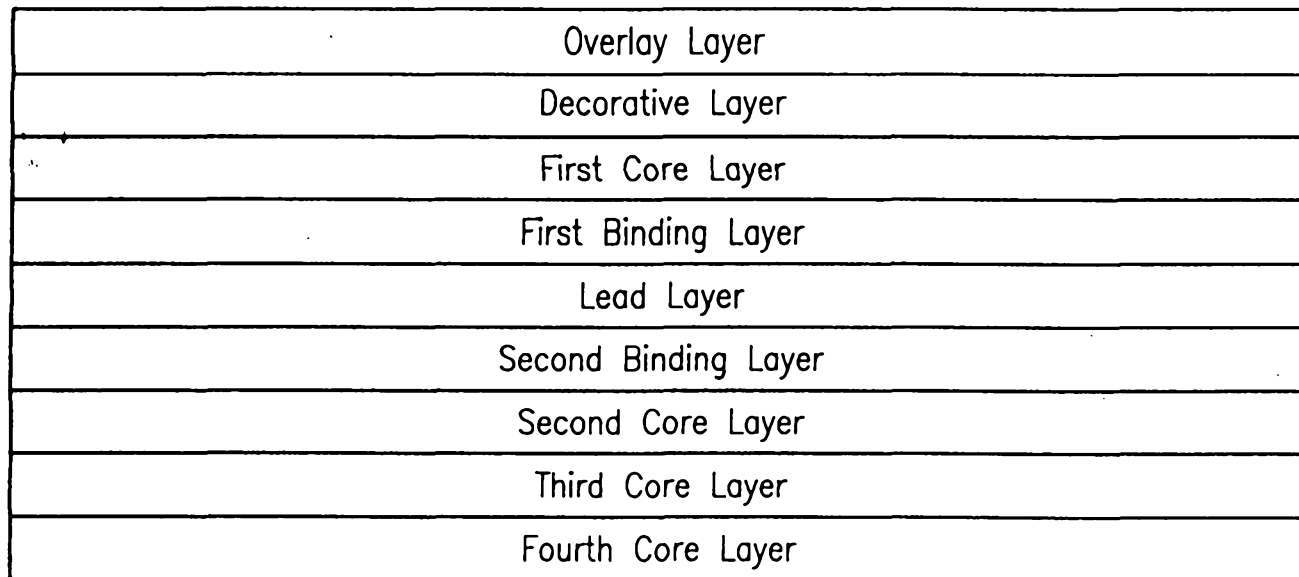 Overlay Layer
Decorative Layer
First Core Layer
First Binding Layer
Lead Layer
Second Binding Layer
Second Core Layer
Third Core Layer
Fourth Core Layer